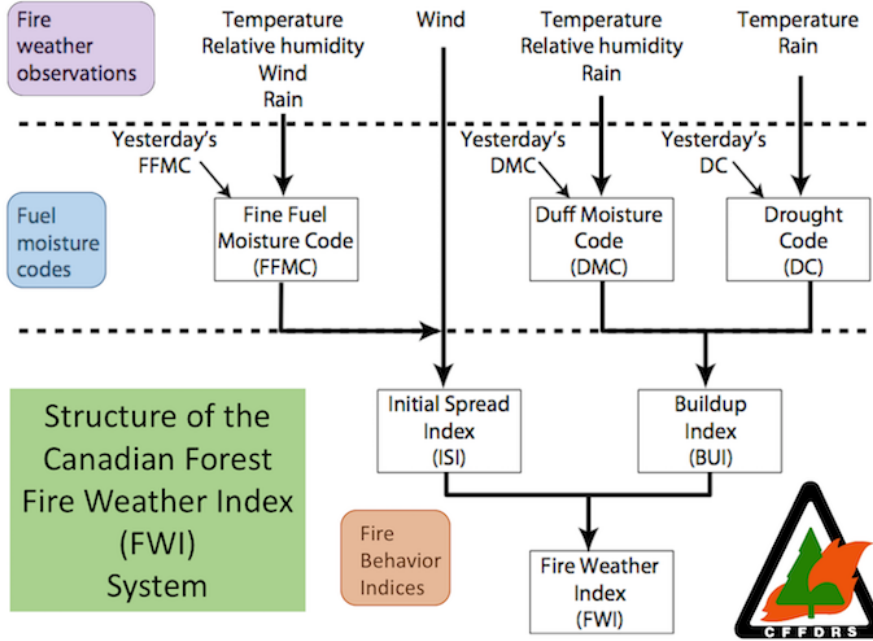 Fire
weather
observations
Temperature
Relative humidity
Wind
Rain
Wind
Temperature
Relative humidity
Rain
Temperature
Rain
Yesterday's
FFMC
Yesterday's
DMC
Yesterday's
DC
Fuel
moisture
codes
Fine Fuel
Moisture Code
(FFMC)
Duff Moisture
Code
(DMC)
Drought
Code
(DC)
Structure of the
Canadian Forest
Fire Weather Index
(FWI)
System
Initial Spread
Index
(ISI)
Buildup
Index
(BUI)
Fire
Behavior
Indices
Fire Weather
Index
(FWI)
CFFDRS